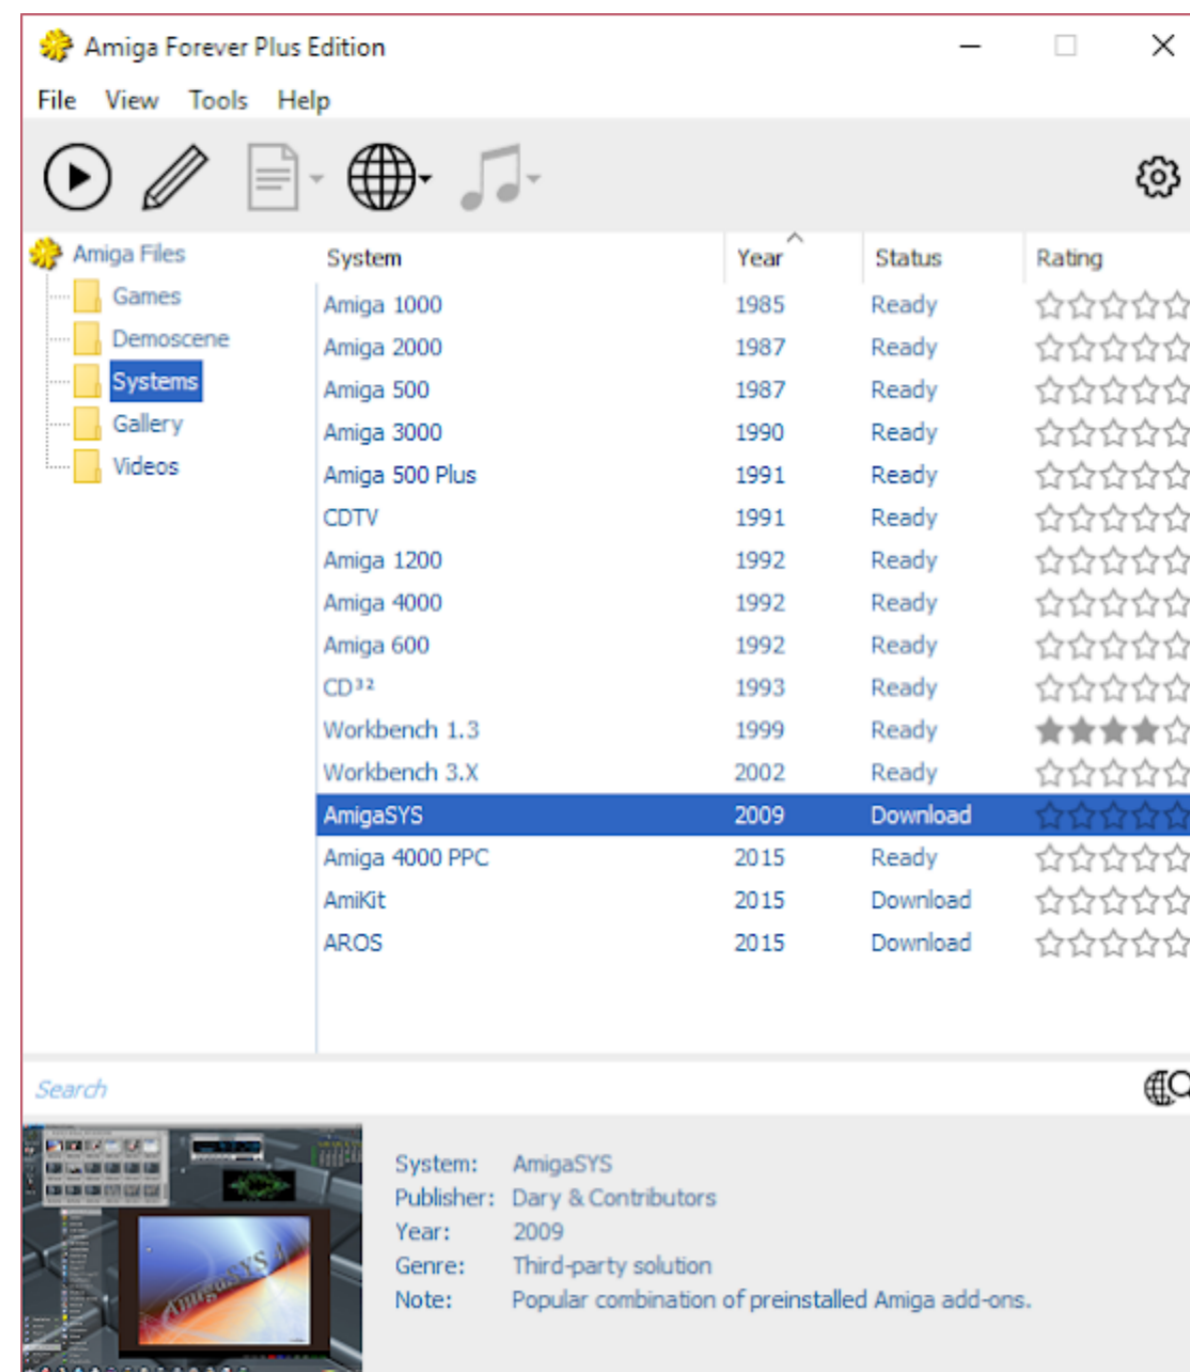 Amiga Forever Plus Edition
File View Tools Help
Amiga Files
Games
Demoscene
Systems
Gallery
Videos
System Year Status Rating
Amiga 1000 1985 Ready
Amiga 2000 1987 Ready
Amiga 500 1987 Ready
Amiga 3000 1990 Ready
Amiga 500 Plus 1991 Ready
CDTV 1991 Ready
Amiga 1200 1992 Ready
Amiga 4000 1992 Ready
Amiga 600 1992 Ready
CD³² 1993 Ready
Workbench 1.3 1999 Ready
Workbench 3.X 2002 Ready
AmigaSYS 2009 Download
Amiga 4000 PPC 2015 Ready
AmiKit 2015 Download
AROS 2015 Download
Search
AmigaSYS 4
System: AmigaSYS
Publisher: Dary & Contributors
Year: 2009
Genre: Third-party solution
Note: Popular combination of preinstalled Amiga add-ons.